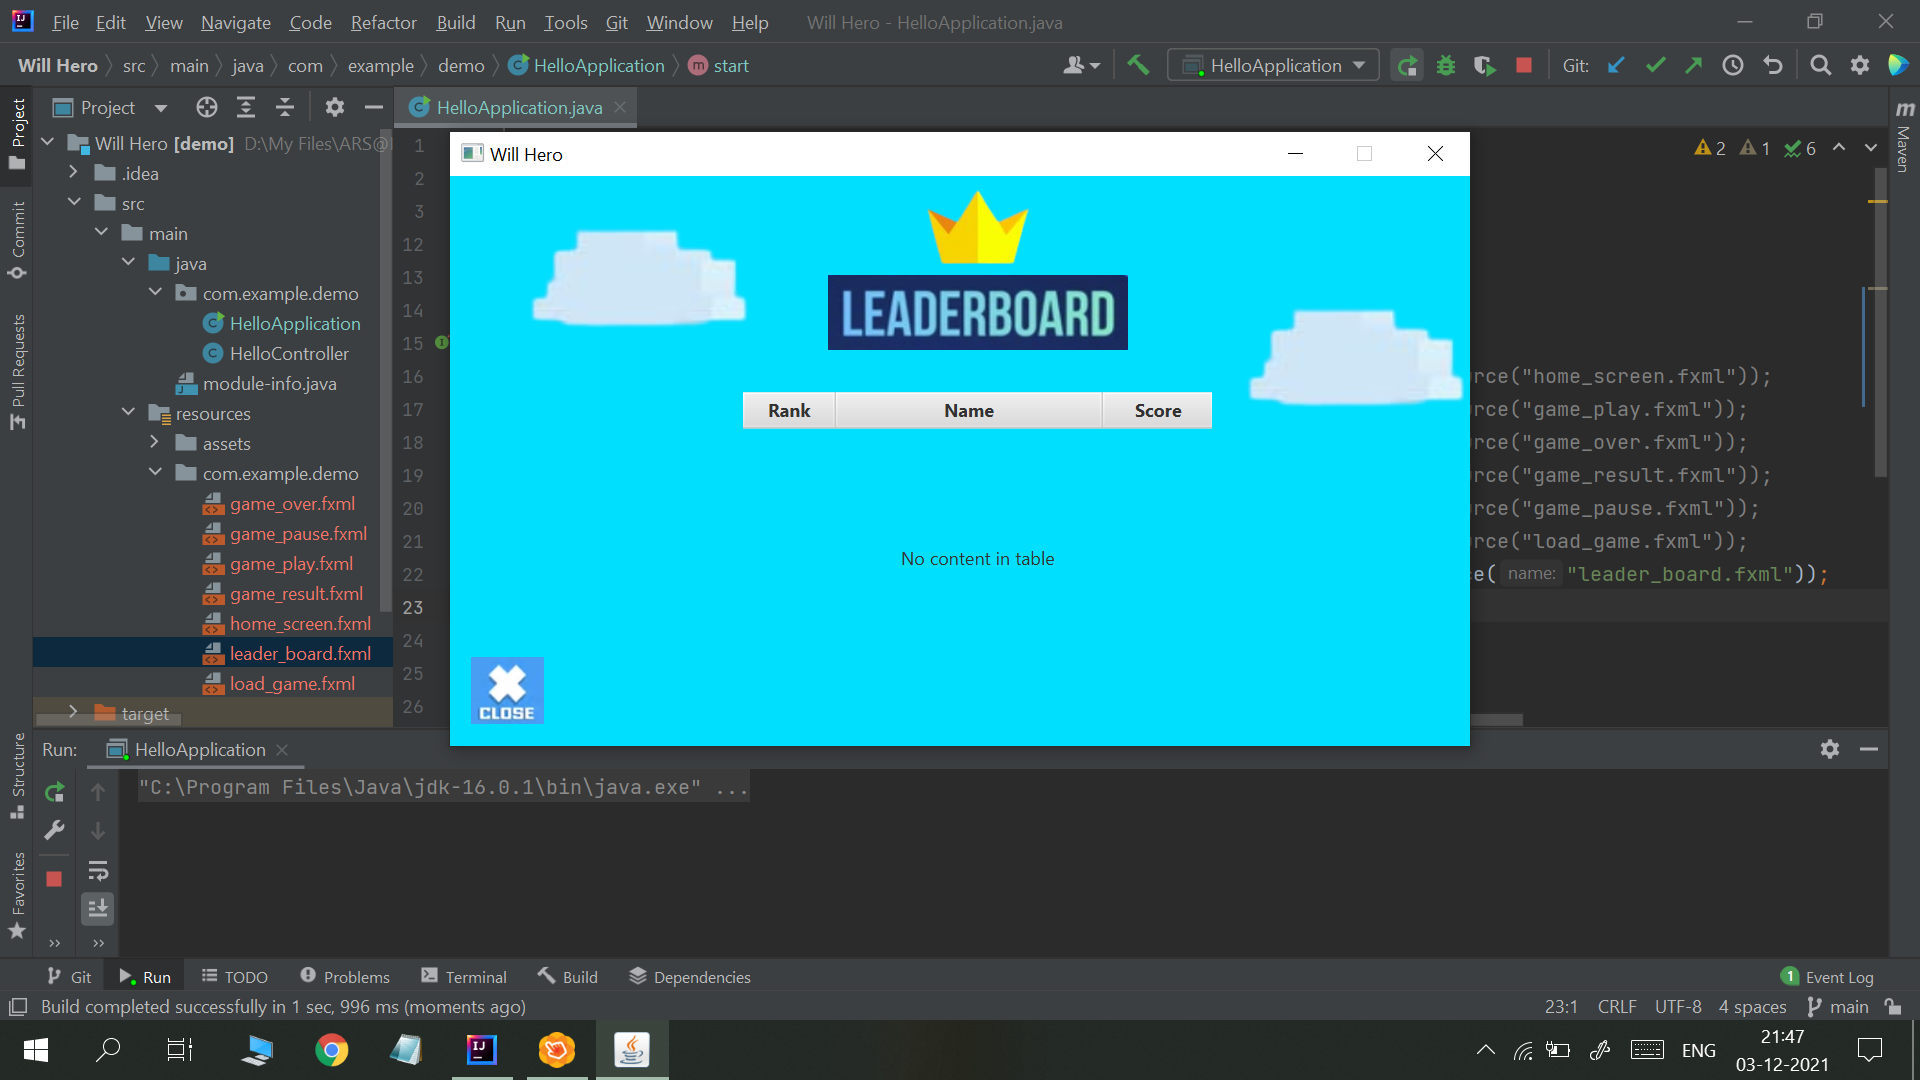 File Edit View Navigate Code Refactor Build Run Tools Git Window Help Will Hero - HelloApplication.java
Will Hero src main java com example demo HelloApplication m start HelloApplication Git:
Project HelloApplication.java
Will Hero [demo] D:\My Files\ARS@
.idea
src
main
java
com.example.demo
HelloApplication
HelloController
module-info.java
resources
assets
com.example.demo
game_over.fxml
game_pause.fxml
game_play.fxml
game_result.fxml
home_screen.fxml
leader_board.fxml
load_game.fxml
target
Project
Commit
Pull Requests
Structure
Favorites
m
Maven
2 1 6
1
2
3
12
13
14
15
16
17
18
19
20
21
22
23
24
25
26
rce("home_screen.fxml"));
rce("game_play.fxml"));
rce("game_over.fxml"));
rce("game_result.fxml"));
rce("game_pause.fxml"));
rce("load_game.fxml"));
e( name: "leader_board.fxml"));
Will Hero
LEADERBOARD
Rank Name Score
No content in table
CLOSE
Run: HelloApplication
"C:\Program Files\Java\jdk-16.0.1\bin\java.exe" ...
Git Run TODO Problems Terminal Build Dependencies 1 Event Log
Build completed successfully in 1 sec, 996 ms (moments ago) 23:1 CRLF UTF-8 4 spaces main
IJ ENG 21:47
03-12-2021